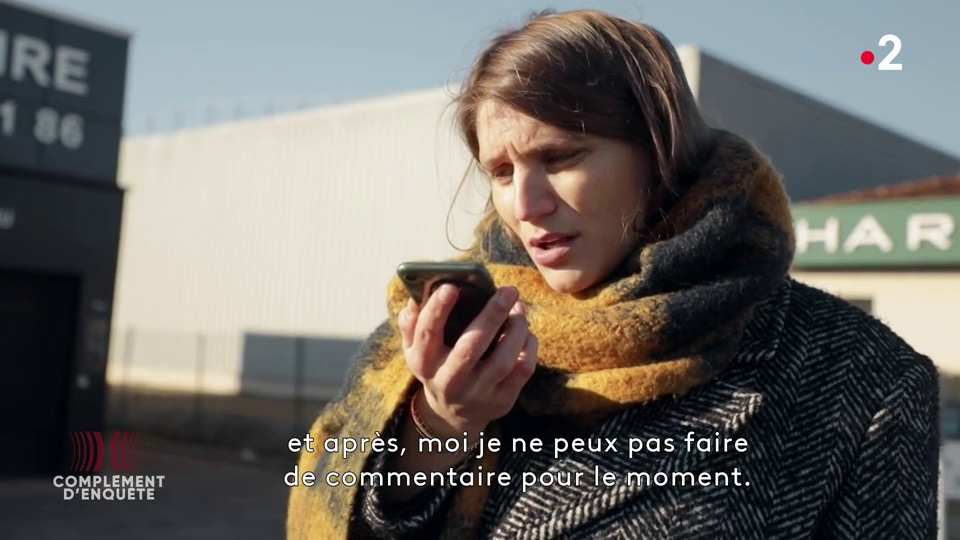 IRE
1 86
2
HAR
et après, moi je ne peux pas faire
de commentaire pour le moment.
COMPLÉMENT
D'ENQUÊTE